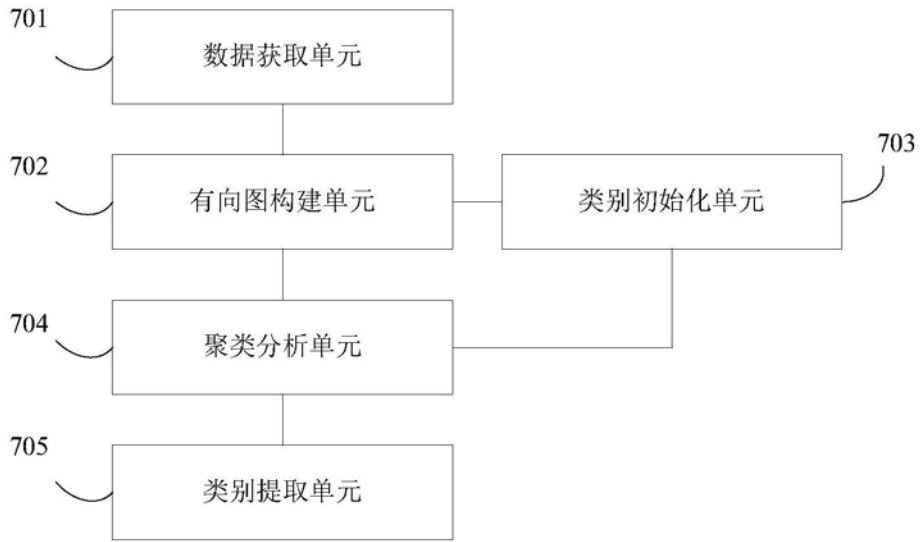 701
数据获取单元
702
有向图构建单元
703
类别初始化单元
704
聚类分析单元
705
类别提取单元